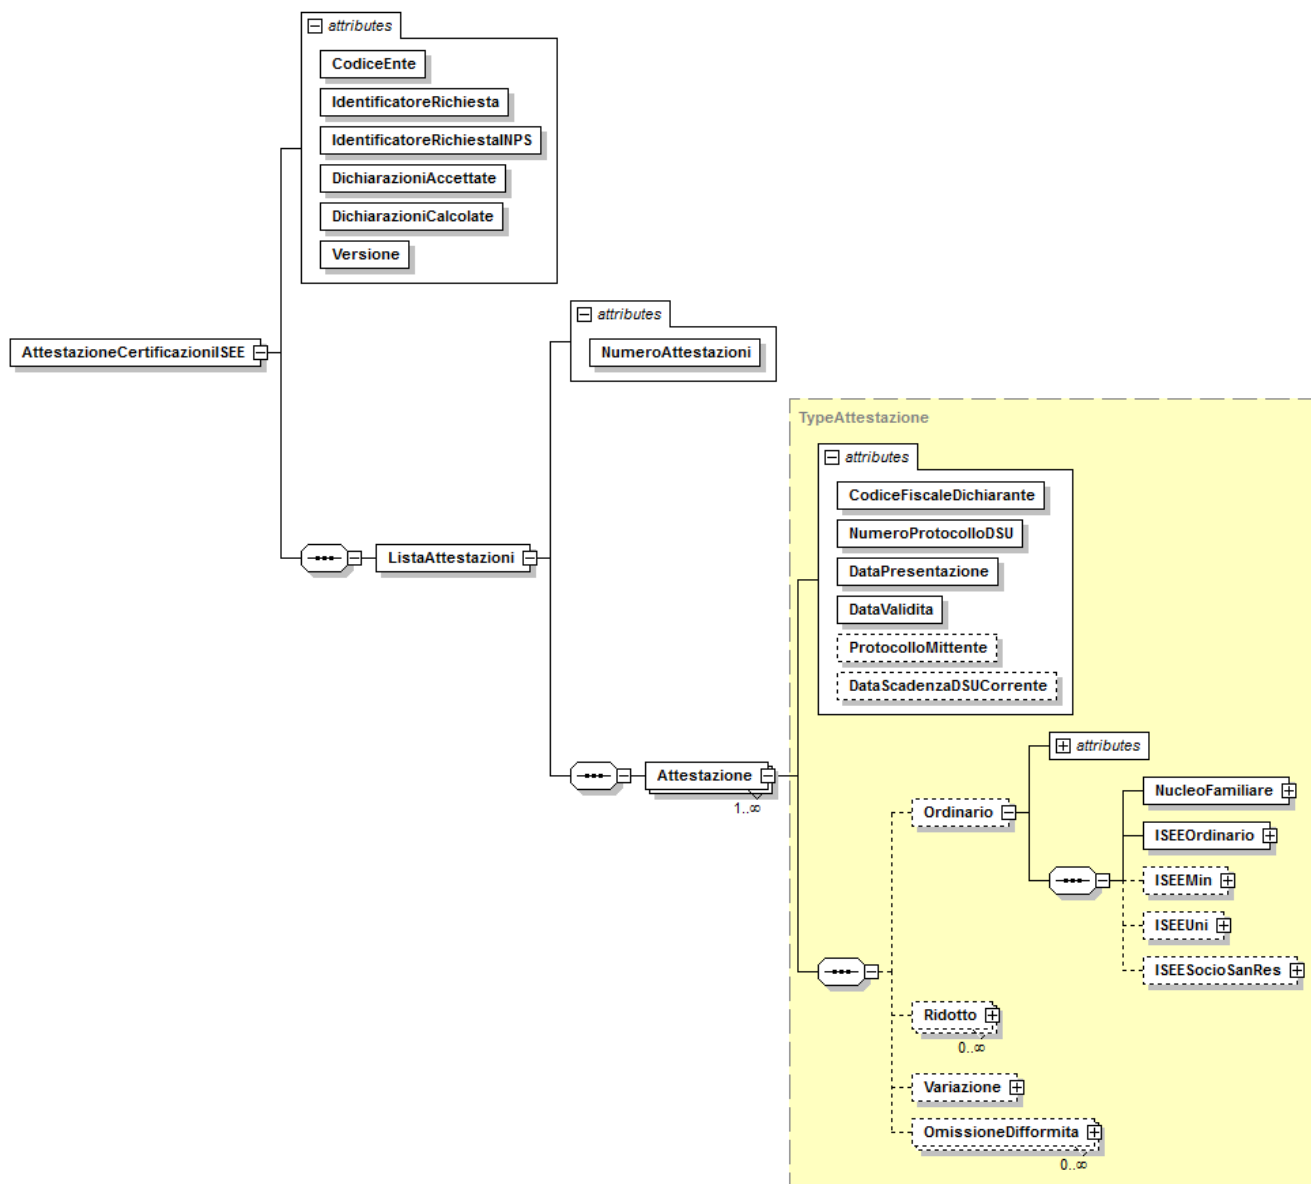 attributes
CodiceEnte
IdentificatoreRichiesta
IdentificatoreRichiestaINPS
DichiarazioniAccettate
DichiarazioniCalcolate
Versione
AttestazioneCertificazioniISEE
attributes
NumeroAttestazioni
ListaAttestazioni
TypeAttestazione
attributes
CodiceFiscaleDichiarante
NumeroProtocolloDSU
DataPresentazione
DataValidita
ProtocolloMittente
DataScadenzaDSUCorrente
Attestazione
1..∞
Ordinario
attributes
NucleoFamiliare
ISEEOrdinario
ISEEMin
ISEEUni
ISEESocioSanRes
Ridotto
0..∞
Variazione
OmissioneDifformita
0..∞